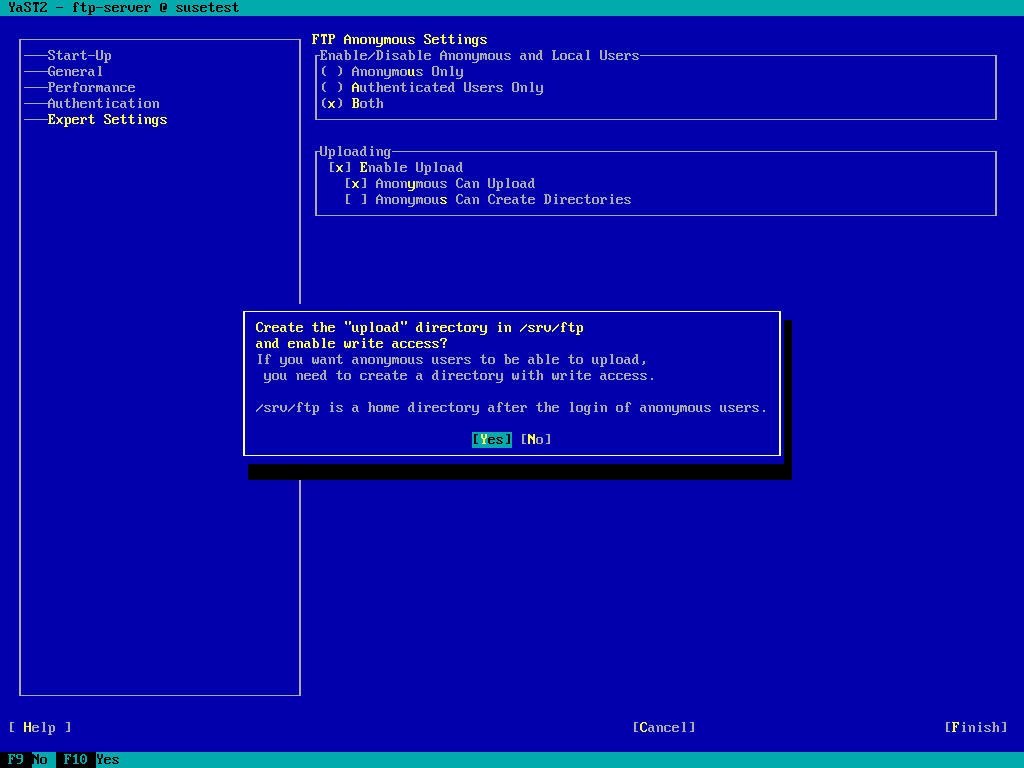 YaST2 - ftp-server @ susetest
FTP Anonymous Settings
Start-Up
General
Performance
Authentication
Expert Settings
Enable/Disable Anonymous and Local Users
( ) Anonymous Only
( ) Authenticated Users Only
(x) Both
Uploading
[x] Enable Upload
[x] Anonymous Can Upload
[ ] Anonymous Can Create Directories
Create the "upload" directory in /srv/ftp
and enable write access?
If you want anonymous users to be able to upload,
you need to create a directory with write access.
/srv/ftp is a home directory after the login of anonymous users.
[Yes] [No]
[ Help ] [Cancel] [Finish]
F9 No F10 Yes